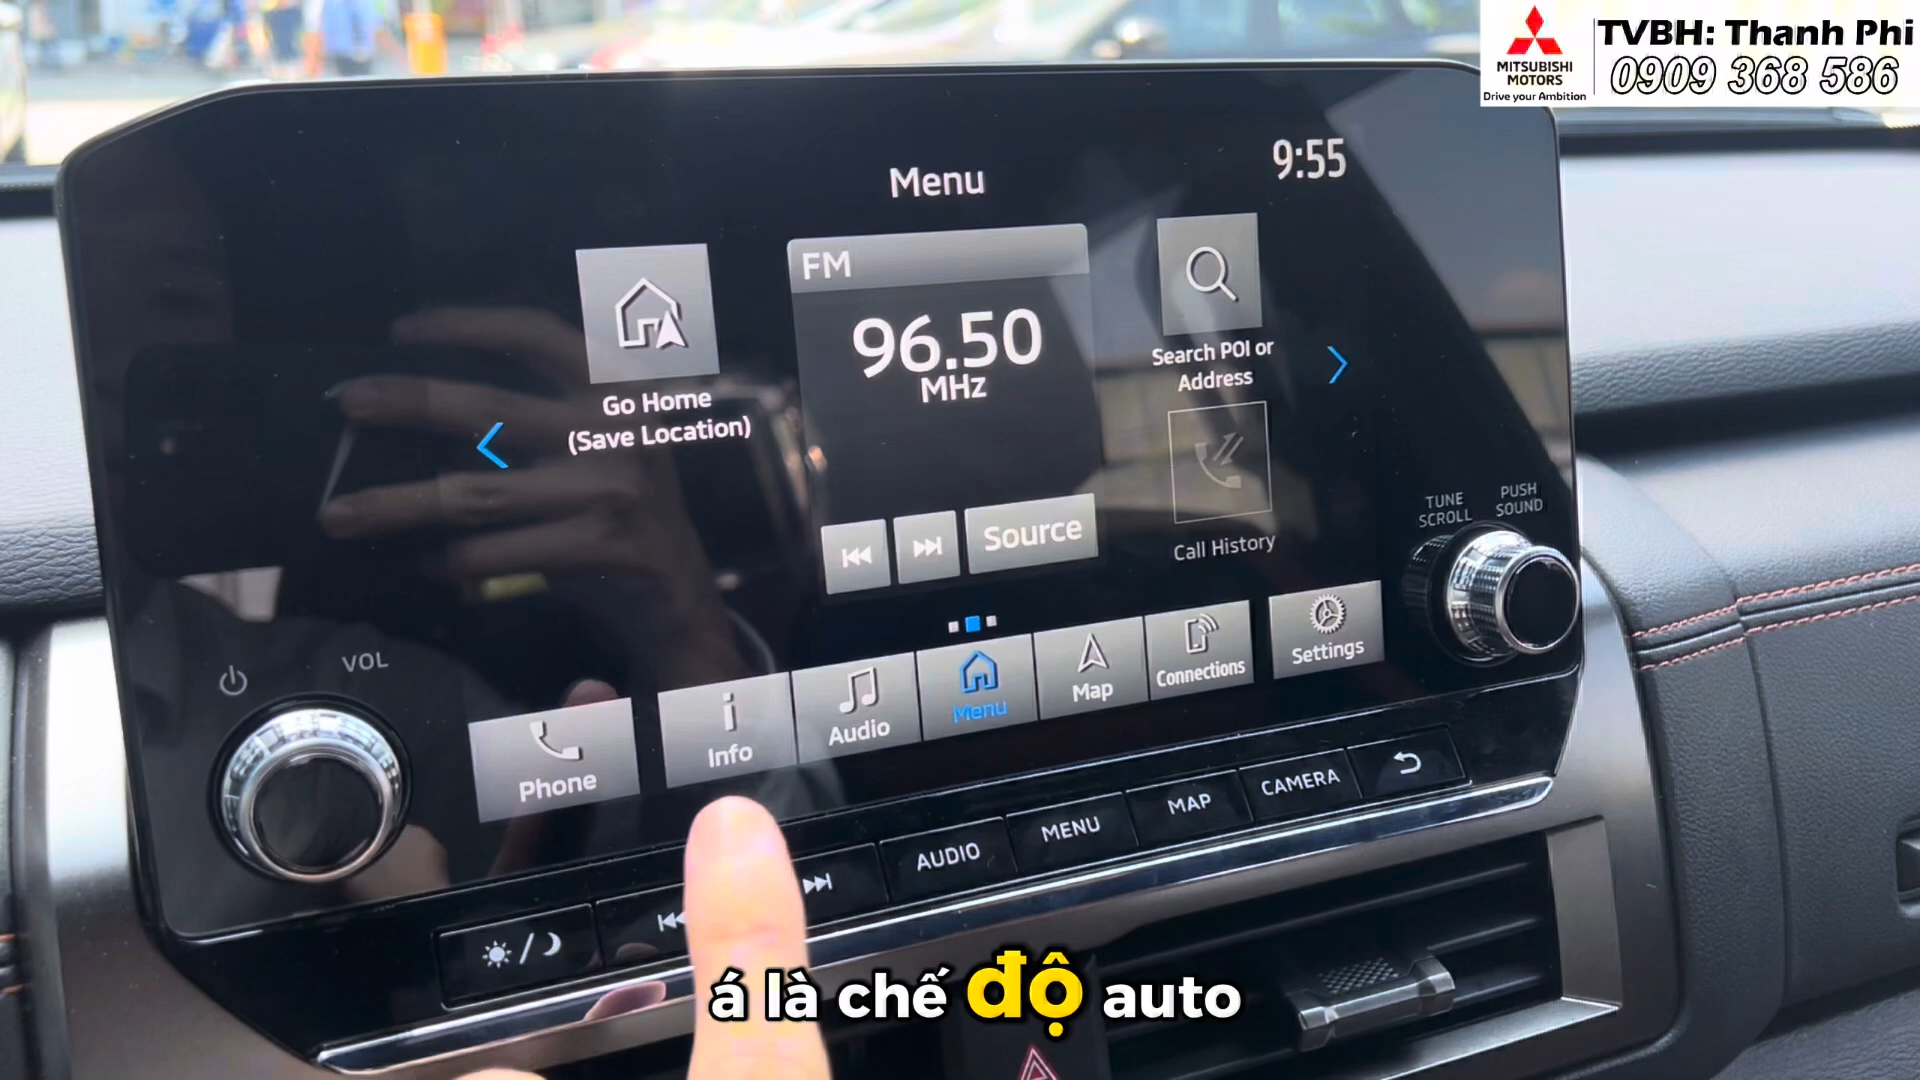 MITSUBISHI
MOTORS
Drive your Ambition
TVBH: Thanh Phi
0909 368 586
Menu
9:55
Go Home
(Save Location)
FM
96.50
MHz
Source
Search POI or
Address
Call History
TUNE
SCROLL
PUSH
SOUND
VOL
Phone
Info
Audio
Menu
Map
Connections
Settings
AUDIO
MENU
MAP
CAMERA
á là chế độ auto